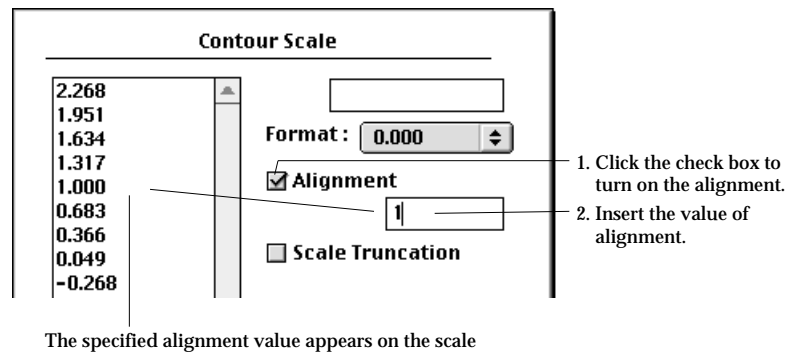 Contour Scale
2.268
1.951
1.634
1.317
1.000
0.683
0.366
0.049
-0.268
Format : 0.000
Alignment
1
Scale Truncation
1. Click the check box to
turn on the alignment.
2. Insert the value of
alignment.
The specified alignment value appears on the scale